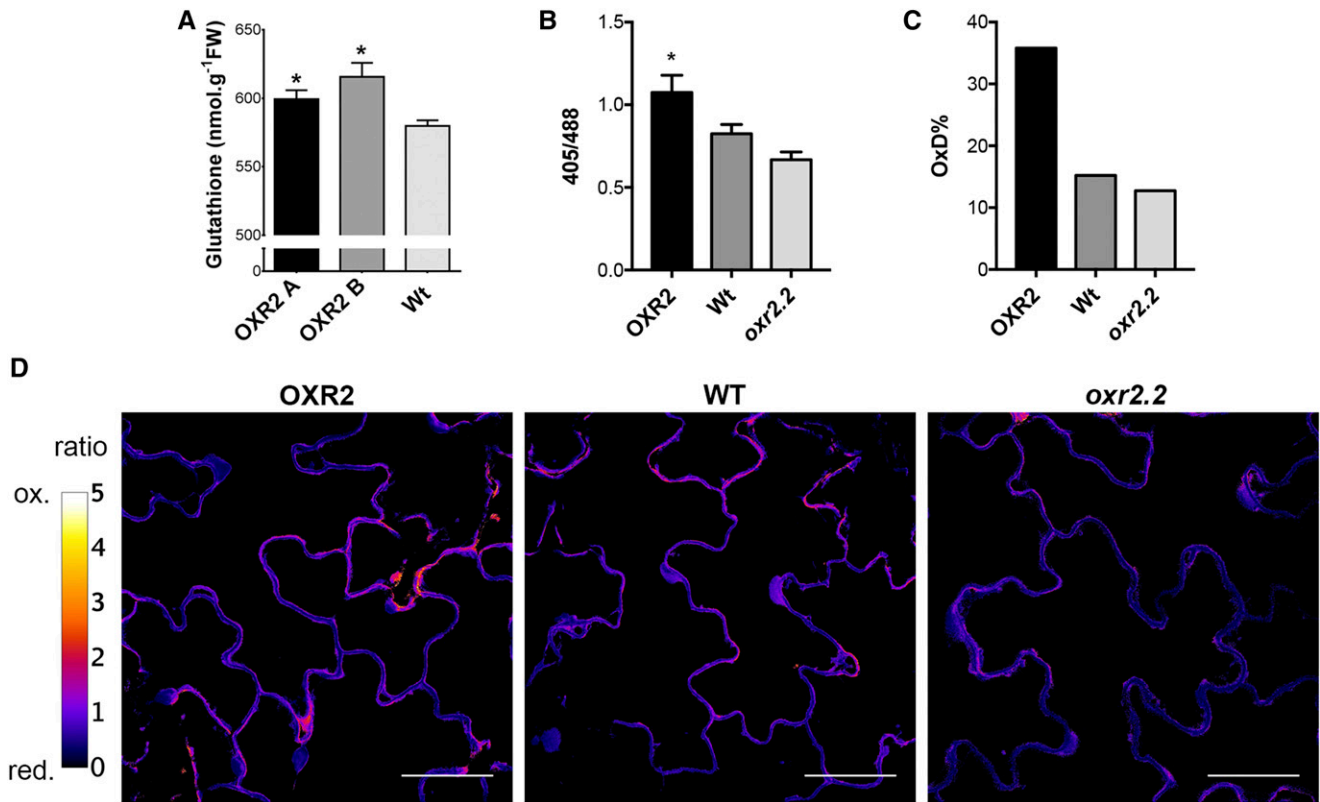 A
Glutathione (nmol.g⁻¹FW)
650
600
550
500
0
*
*
OXR2 A
OXR2 B
Wt
B
405/488
1.5
1.0
0.5
0.0
*
OXR2
Wt
oxr2.2
C
OxD%
40
30
20
10
0
OXR2
Wt
oxr2.2
D
OXR2
WT
oxr2.2
ratio
ox.
5
4
3
2
1
0
red.